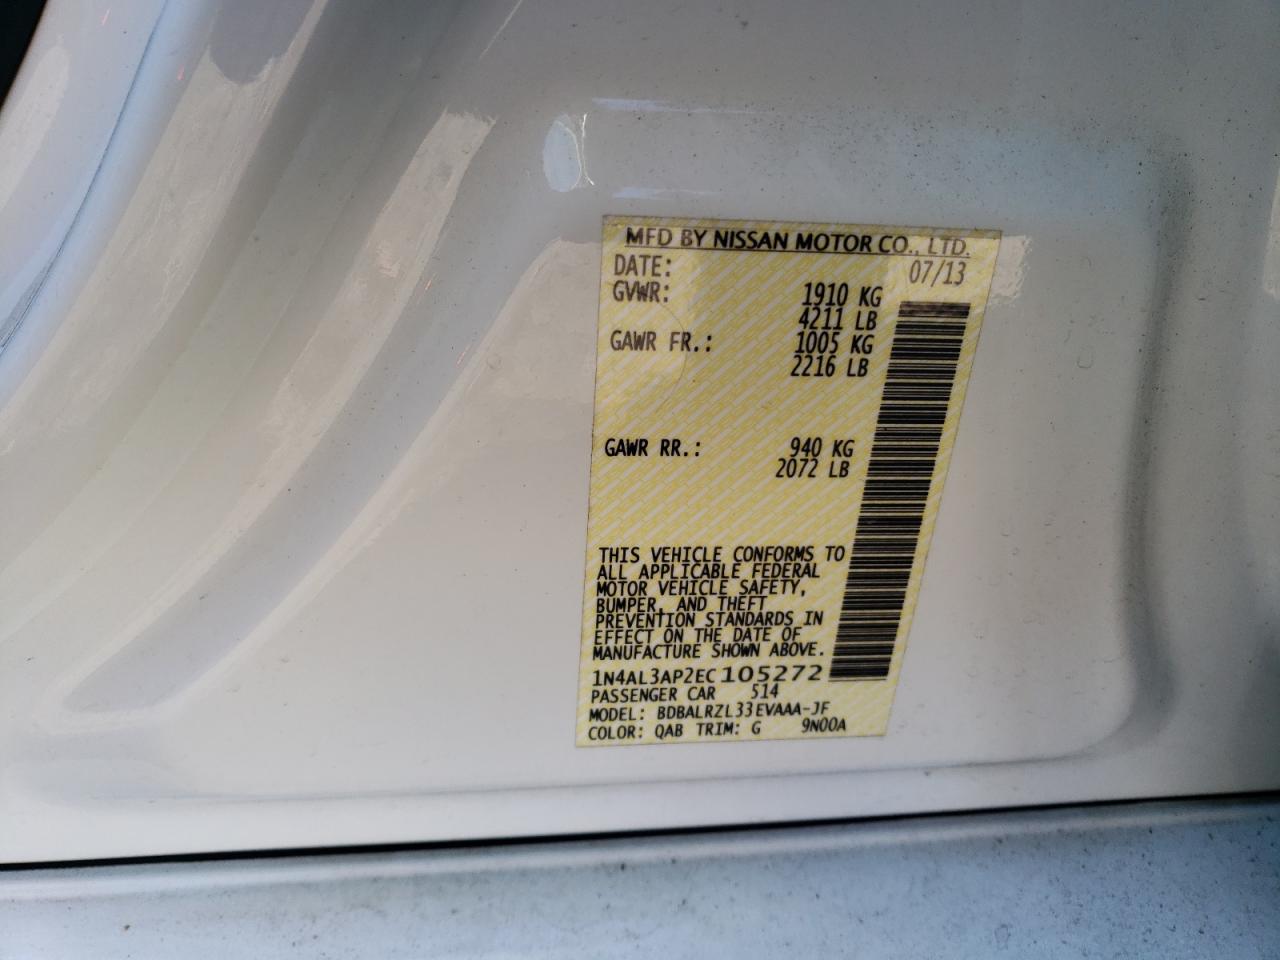 MFD BY NISSAN MOTOR CO., LTD.
DATE: 07/13
GVWR: 1910 KG
4211 LB
GAWR FR.: 1005 KG
2216 LB
GAWR RR.: 940 KG
2072 LB
THIS VEHICLE CONFORMS TO
ALL APPLICABLE FEDERAL
MOTOR VEHICLE SAFETY,
BUMPER, AND THEFT
PREVENTION STANDARDS IN
EFFECT ON THE DATE OF
MANUFACTURE SHOWN ABOVE.
1N4AL3AP2EC105272
PASSENGER CAR 514
MODEL: BDBALRZL33EVAAA-JF
COLOR: QAB TRIM: G 9N00A